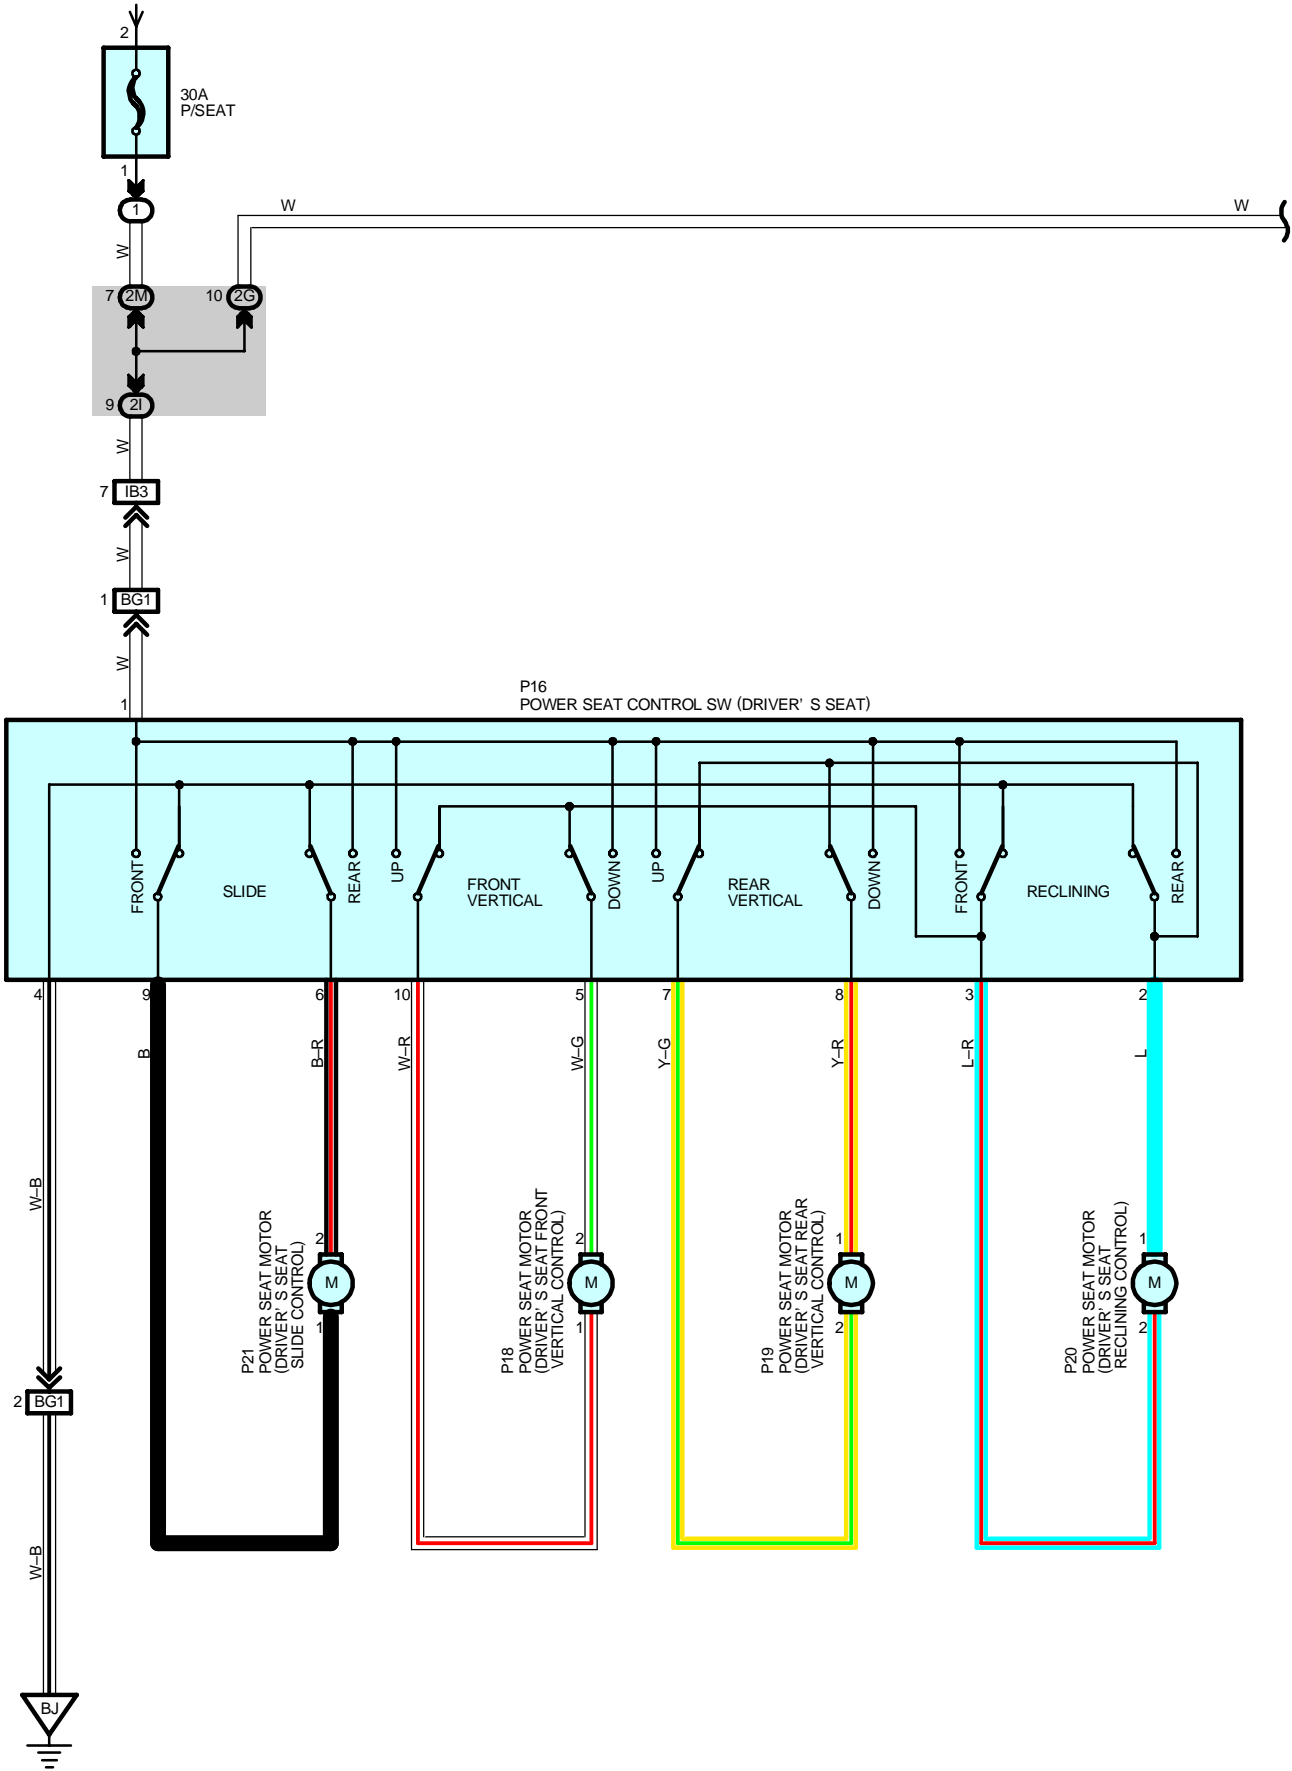 2
30A
P/SEAT
1
1
W
W
W
7 2M
10 2G
9 2I
W
7 IB3
W
1 BG1
W
1
P16
POWER SEAT CONTROL SW (DRIVER' S SEAT)
FRONT
SLIDE
REAR
UP
FRONT
VERTICAL
DOWN
UP
REAR
VERTICAL
DOWN
FRONT
RECLINING
REAR
4
9
6
10
5
7
8
3
2
B
B–R
W–R
W–G
Y–G
Y–R
L–R
L
W–B
2
M
1
P21
POWER SEAT MOTOR
(DRIVER' S SEAT
SLIDE CONTROL)
2
M
1
P18
POWER SEAT MOTOR
(DRIVER' S SEAT FRONT
VERTICAL CONTROL)
1
M
2
P19
POWER SEAT MOTOR
(DRIVER' S SEAT REAR
VERTICAL CONTROL)
1
M
2
P20
POWER SEAT MOTOR
(DRIVER' S SEAT
RECLINING CONTROL)
2 BG1
W–B
BJ